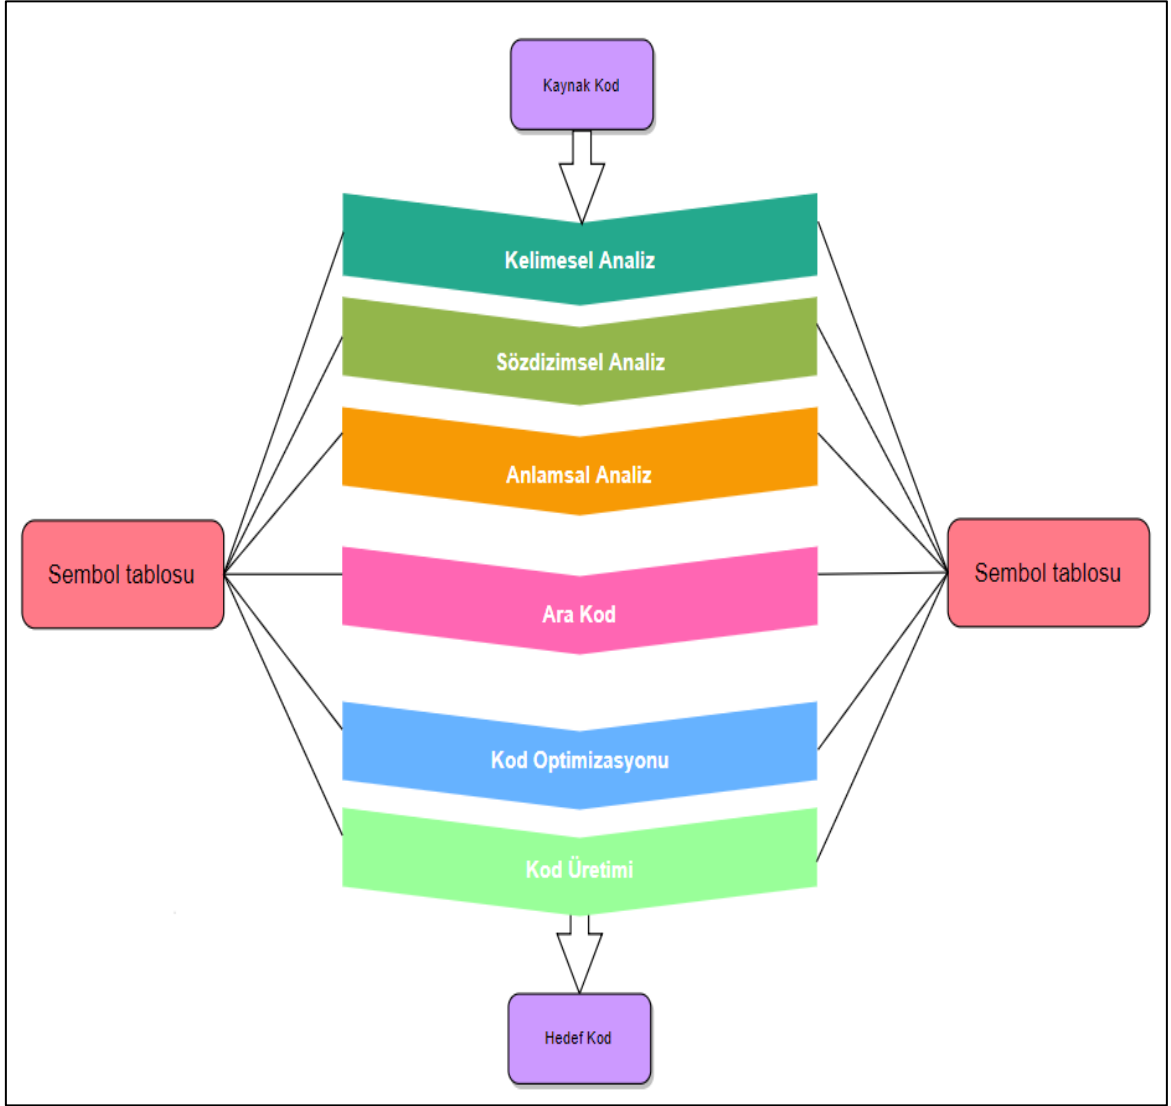 Kaynak Kod
Kelimesel Analiz
Sözdizimsel Analiz
Anlamsal Analiz
Sembol tablosu
Sembol tablosu
Ara Kod
Kod Optimizasyonu
Kod Üretimi
Hedef Kod